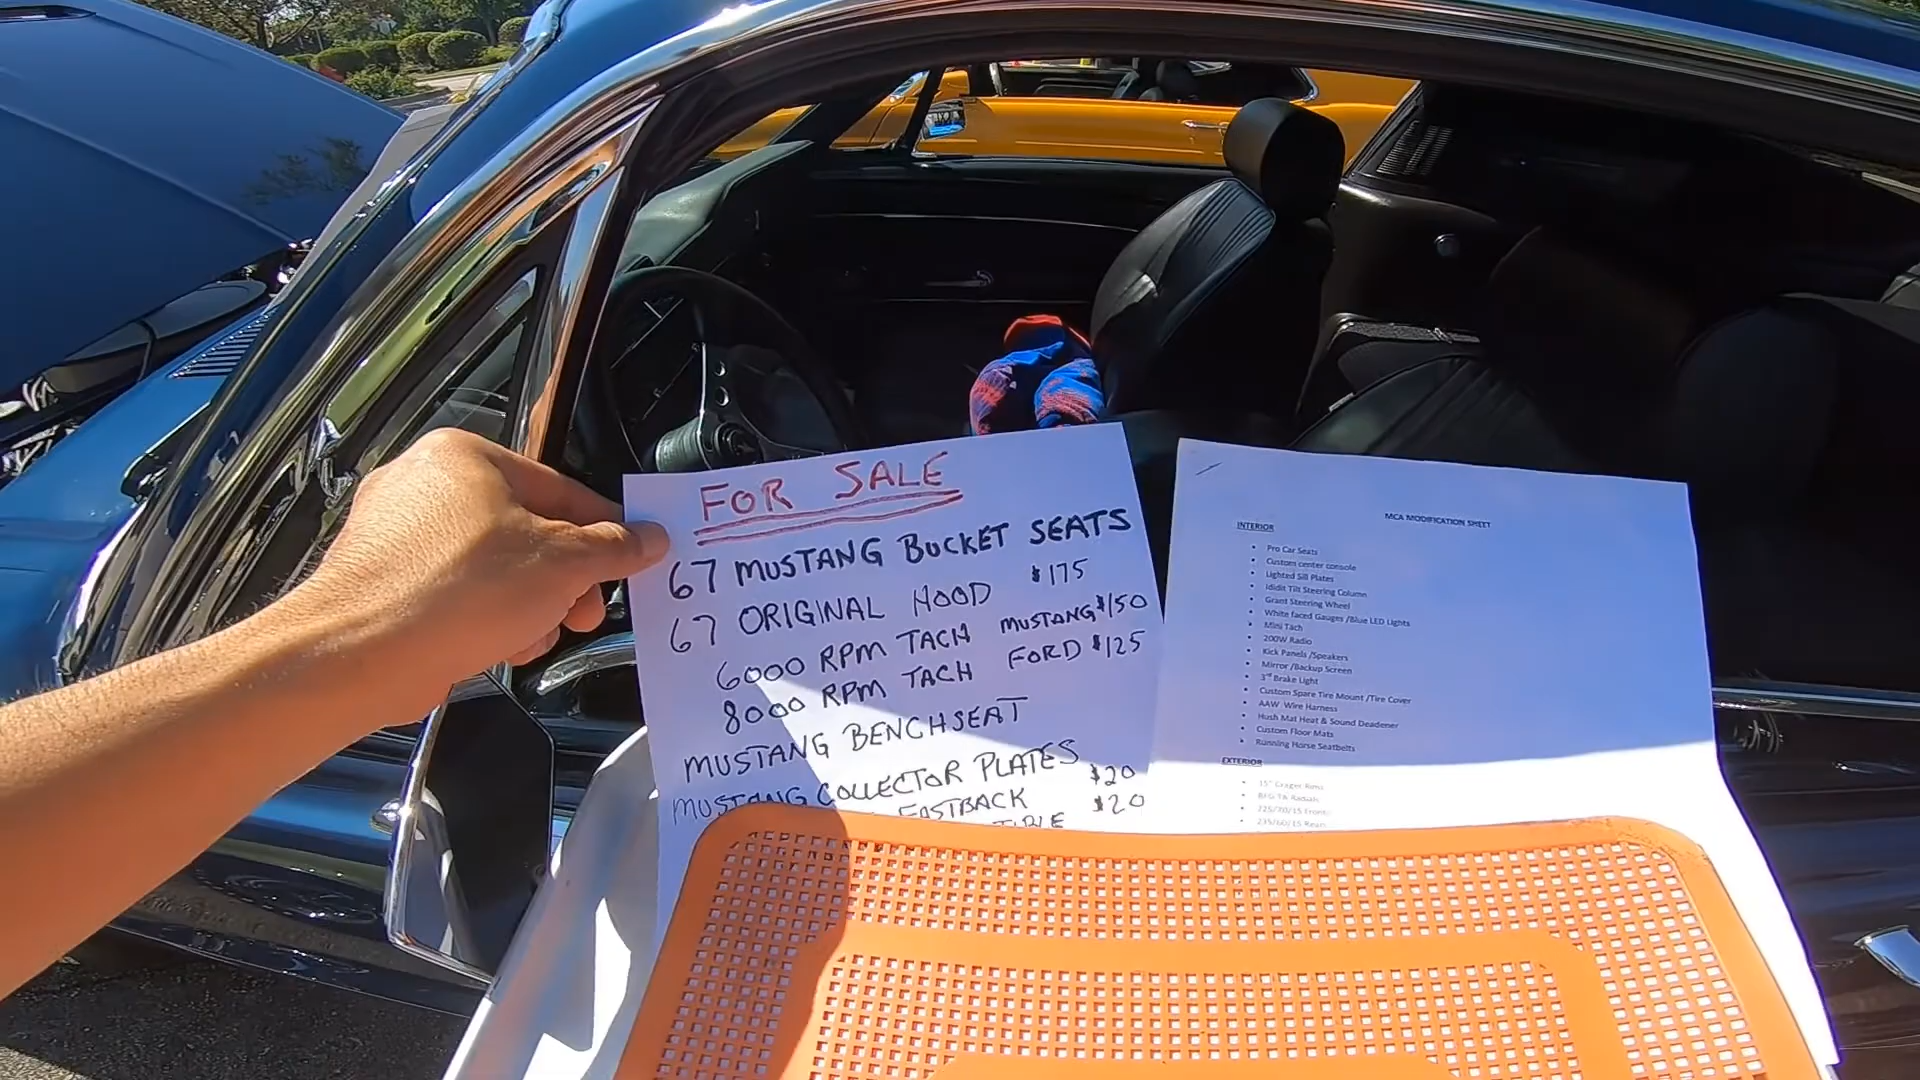 FOR SALE
67 MUSTANG BUCKET SEATS
67 ORIGINAL HOOD $175
6000 RPM TACH MUSTANG $150
8000 RPM TACH FORD $125
MUSTANG BENCHSEAT
MUSTANG COLLECTOR PLATES
FASTBACK $20
$20
MCA MODIFICATION SHEET
INTERIOR
Pro Car Seats
Custom center console
Lighted Sill Plates
Ididit Tilt Steering Column
Grant Steering Wheel
White faced Gauges /Blue LED Lights
Mini Tach
200W Radio
Kick Panels /Speakers
Mirror /Backup Screen
3rd Brake Light
Custom Spare Tire Mount /Tire Cover
AAW Wire Harness
Hush Mat Heat & Sound Deadener
Custom Floor Mats
Running Horse Seatbelts
EXTERIOR
15" Crager Rims
BFG TA Radials
225/70/15 Front
235/60/15 Rear